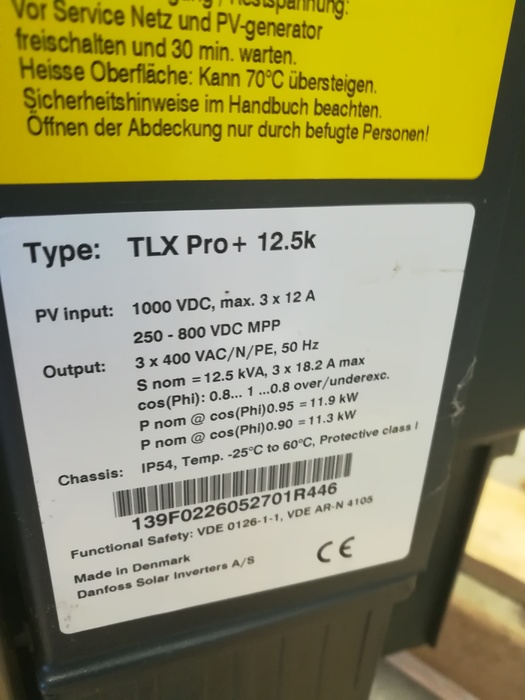 / Restspannung:
Vor Service Netz und PV-generator
freischalten und 30 min. warten.
Heisse Oberfläche: Kann 70°C übersteigen.
Sicherheitshinweise im Handbuch beachten.
Öffnen der Abdeckung nur durch befugte Personen!
Type: TLX Pro+ 12.5k
PV input: 1000 VDC, max. 3 x 12 A
250 - 800 VDC MPP
Output: 3 x 400 VAC/N/PE, 50 Hz
S nom = 12.5 kVA, 3 x 18.2 A max
cos(Phi): 0.8... 1 ...0.8 over/underexc.
P nom @ cos(Phi)0.95 = 11.9 kW
P nom @ cos(Phi)0.90 = 11.3 kW
Chassis: IP54, Temp. -25°C to 60°C, Protective class I
139F0226052701R446
Functional Safety: VDE 0126-1-1, VDE AR-N 4105
Made in Denmark
Danfoss Solar Inverters A/S
CE